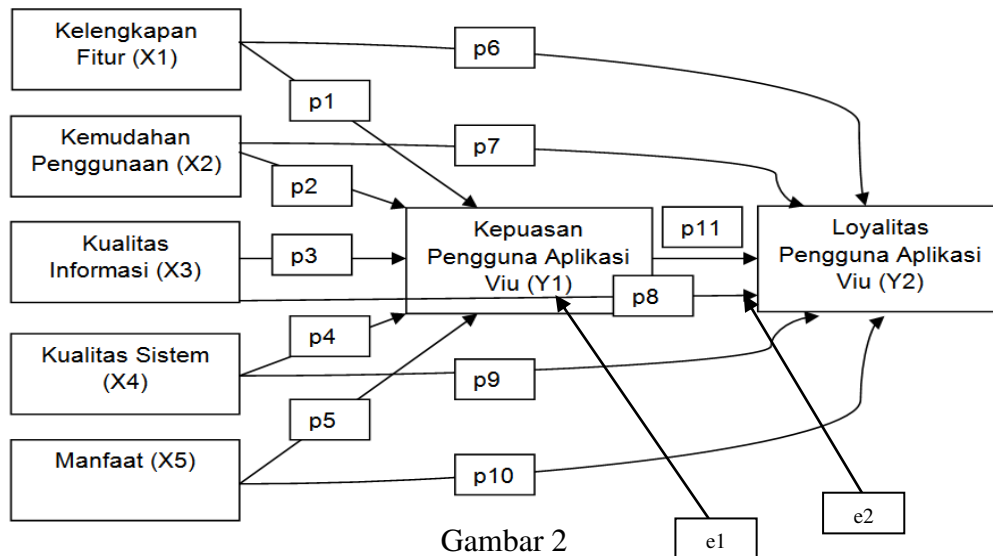 Kelengkapan
Fitur (X1)
p6
p1
Kemudahan
Penggunaan (X2)
p7
p2
Kualitas
Informasi (X3)
p3
Kepuasan
Pengguna Aplikasi
Viu (Y1)
p11
Loyalitas
Pengguna Aplikasi
Viu (Y2)
p8
Kualitas Sistem
(X4)
p4
p9
p5
Manfaat (X5)
p10
e2
e1
Gambar 2